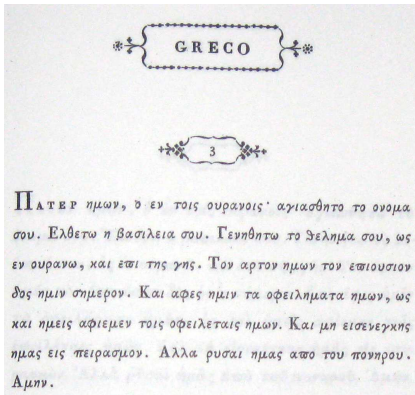 GRECO
3
Πατερ ημων, ὁ εν τοις ουρανοις· αγιασθητο το ονομα
σου. Ελθετω η βασιλεια σου. Γενηθητω το θελημα σου, ως
εν ουρανω, και επι της γης. Τον αρτον ημων τον επιουσιον
δος ημιν σημερον. Και αφες ημιν τα οφειληματα ημων, ως
και ημεις αφιεμεν τοις οφειλεταις ημων. Και μη εισενεγκης
ημας εις πειρασμον. Αλλα ρυσαι ημας απο του πονηρου.
Αμην.